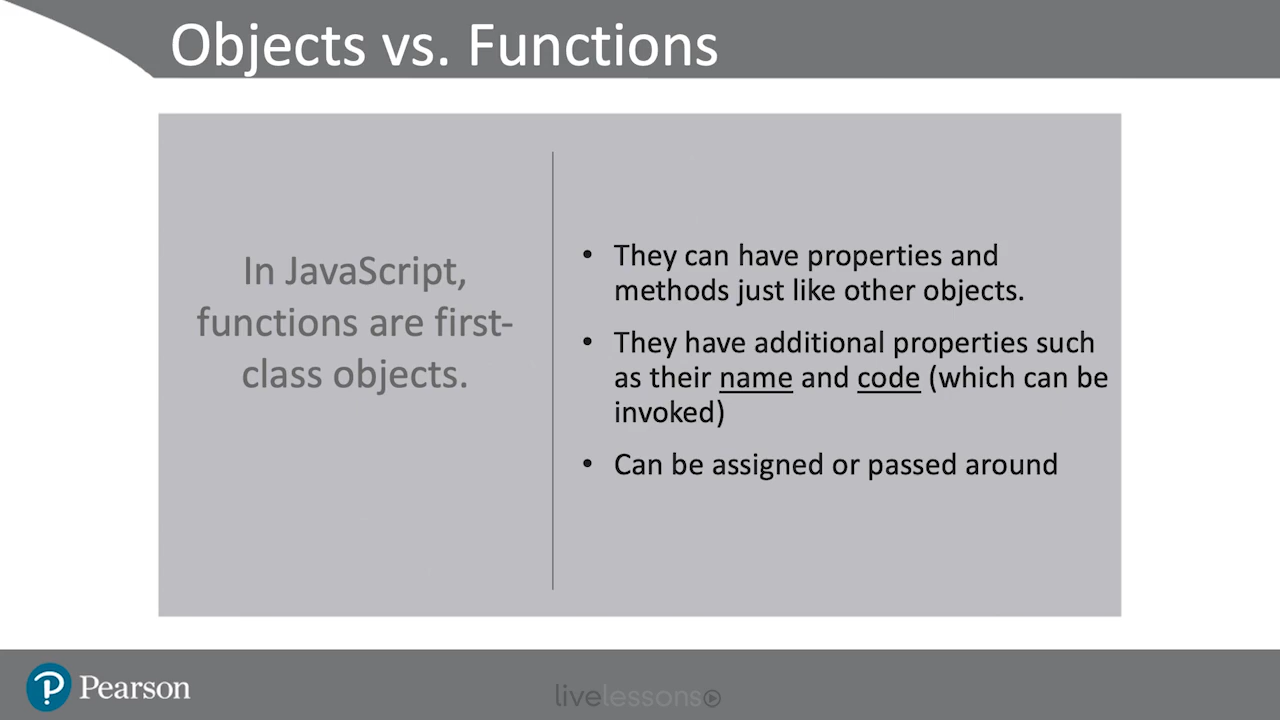 Objects vs. Functions
In JavaScript,
functions are first-
class objects.
• They can have properties and
methods just like other objects.
• They have additional properties such
as their name and code (which can be
invoked)
• Can be assigned or passed around
Pearson
livelessons